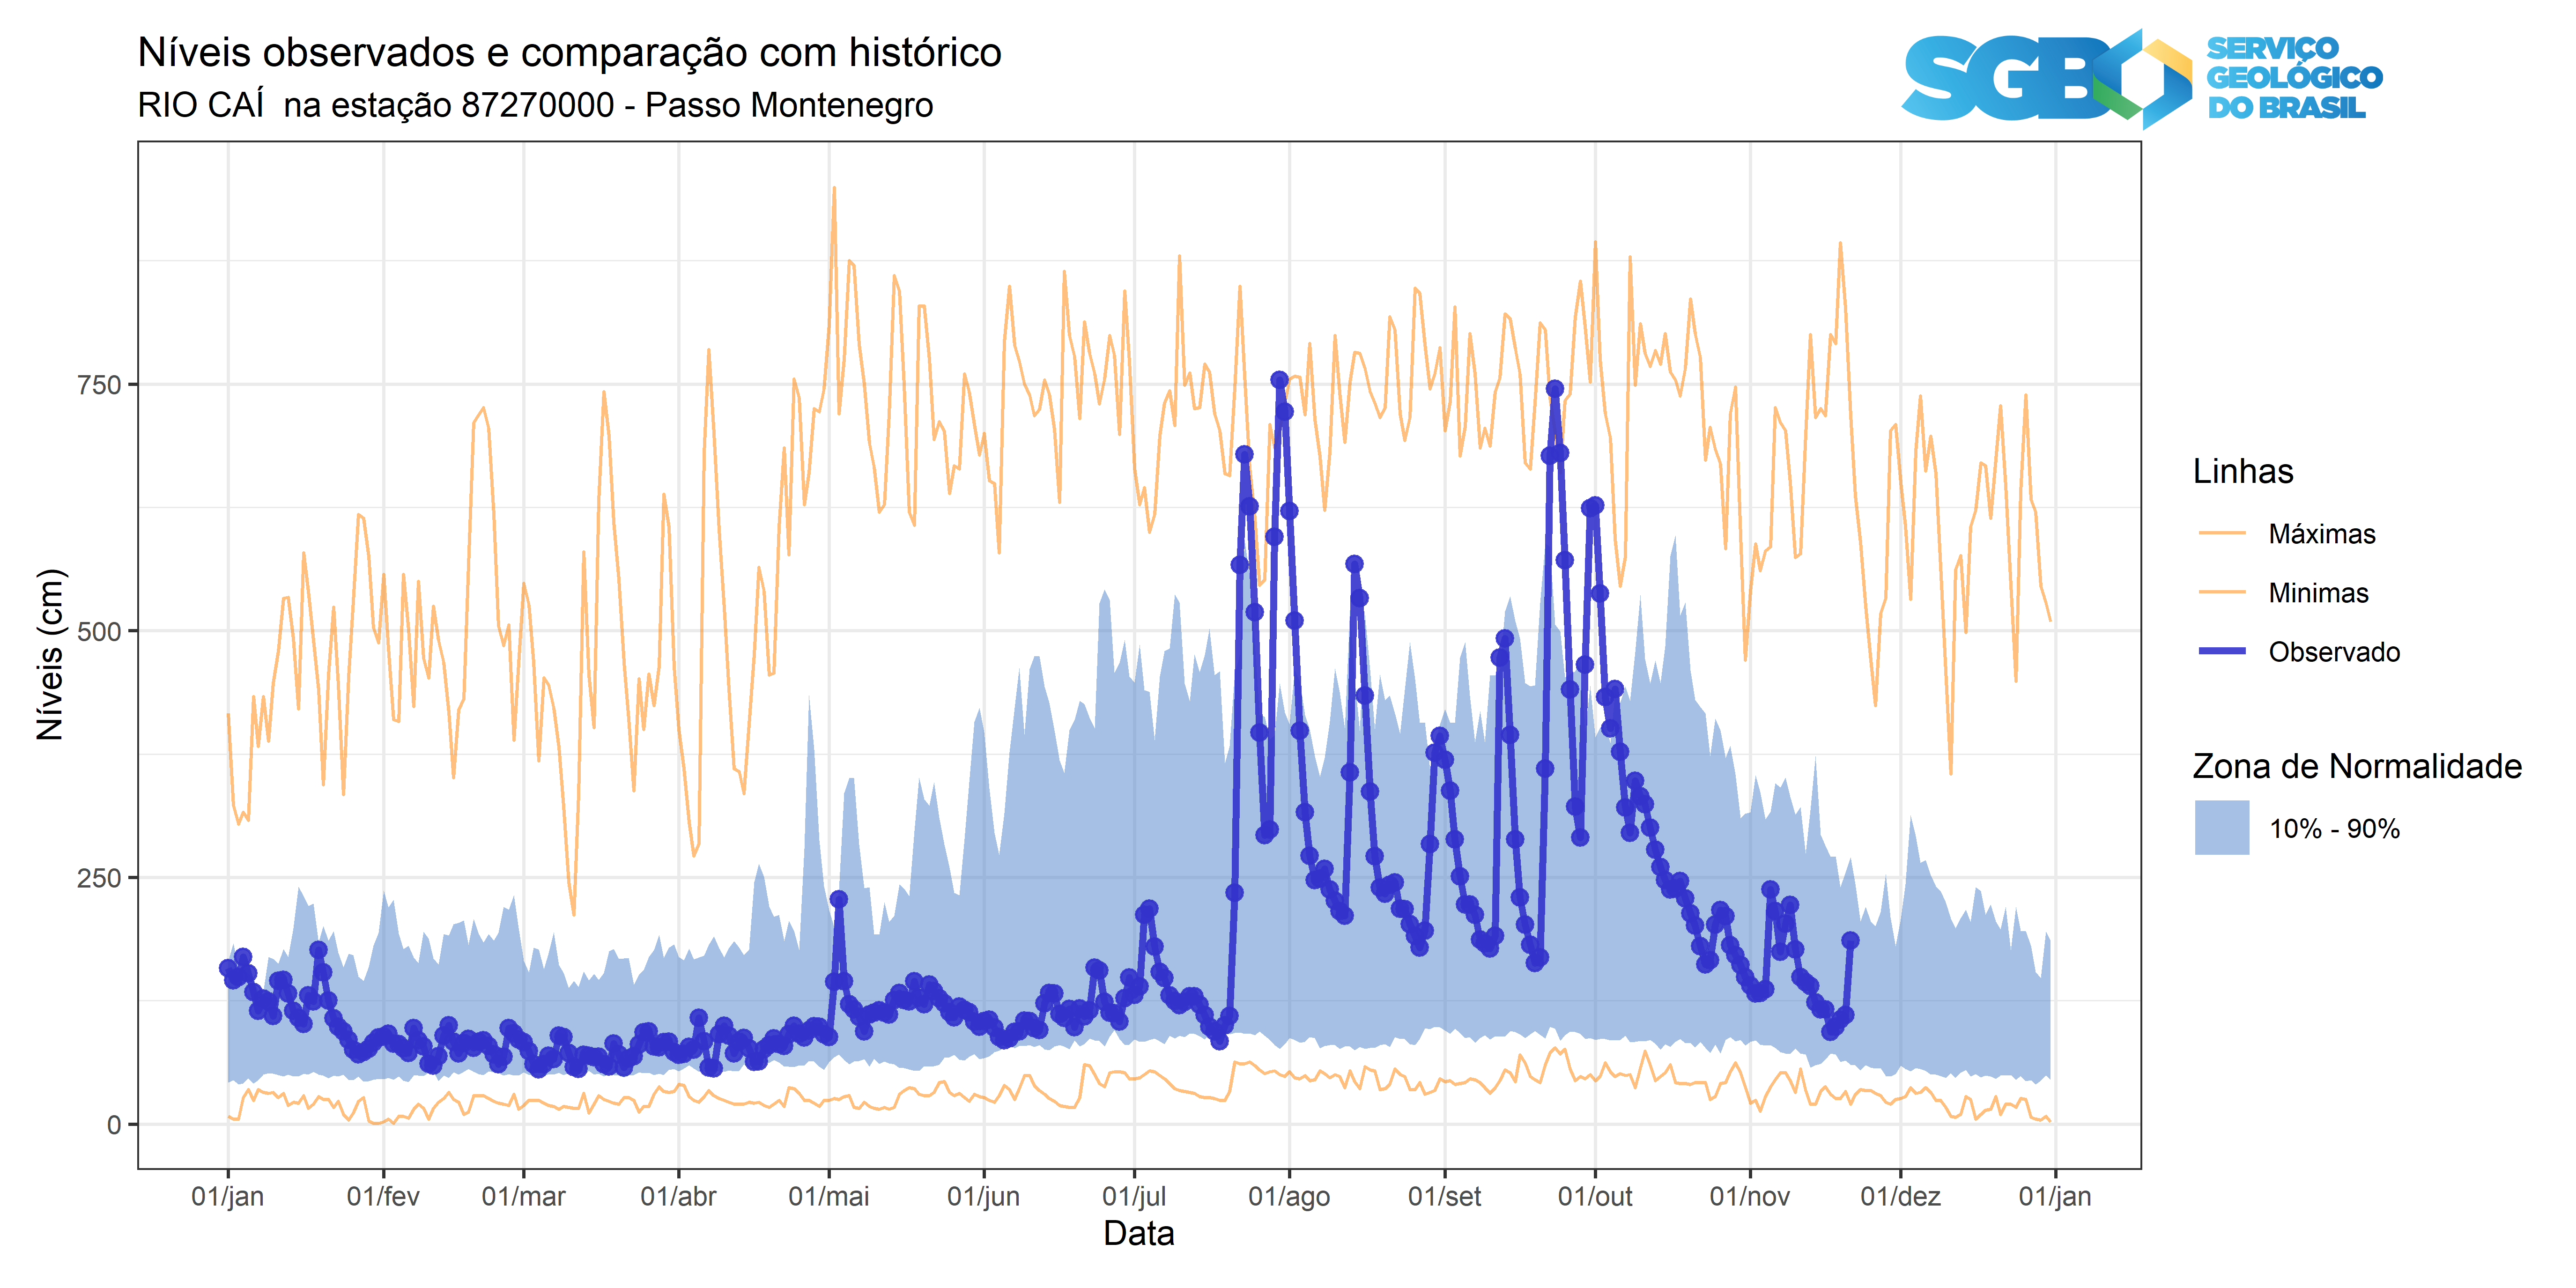 Níveis observados e comparação com histórico
RIO CAÍ  na estação 87270000 - Passo Montenegro
SGB
SERVIÇO
GEOLÓGICO
DO BRASIL
Níveis (cm)
750
500
250
0
01/jan
01/fev
01/mar
01/abr
01/mai
01/jun
01/jul
01/ago
01/set
01/out
01/nov
01/dez
01/jan
Data
Linhas
Máximas
Minimas
Observado
Zona de Normalidade
10% - 90%